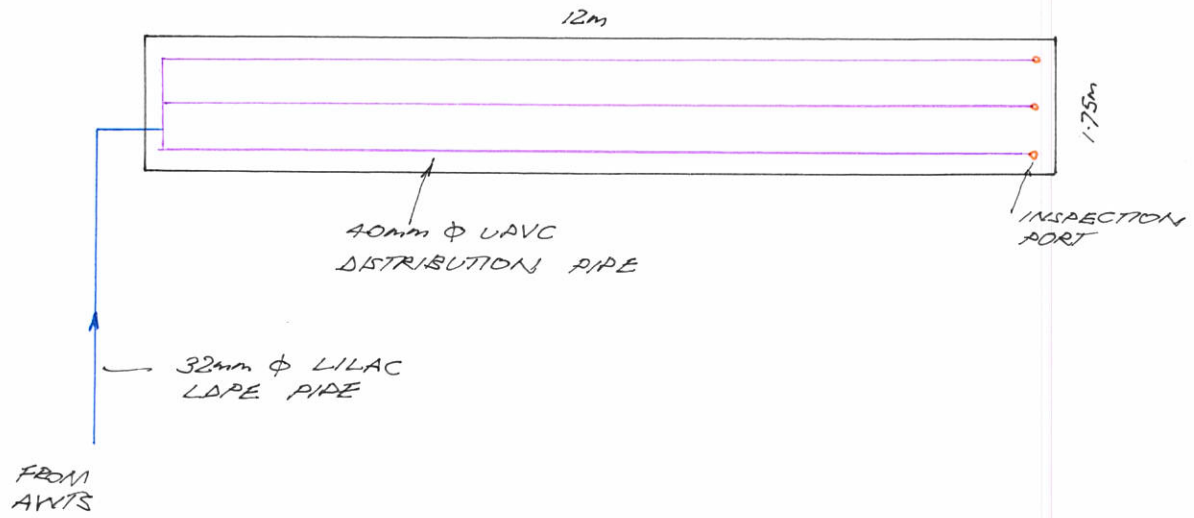 12m
1.75m
40mm φ UPVC
DISTRIBUTION PIPE
INSPECTION
PORT
32mm φ LILAC
LDPE PIPE
FROM
AWTS